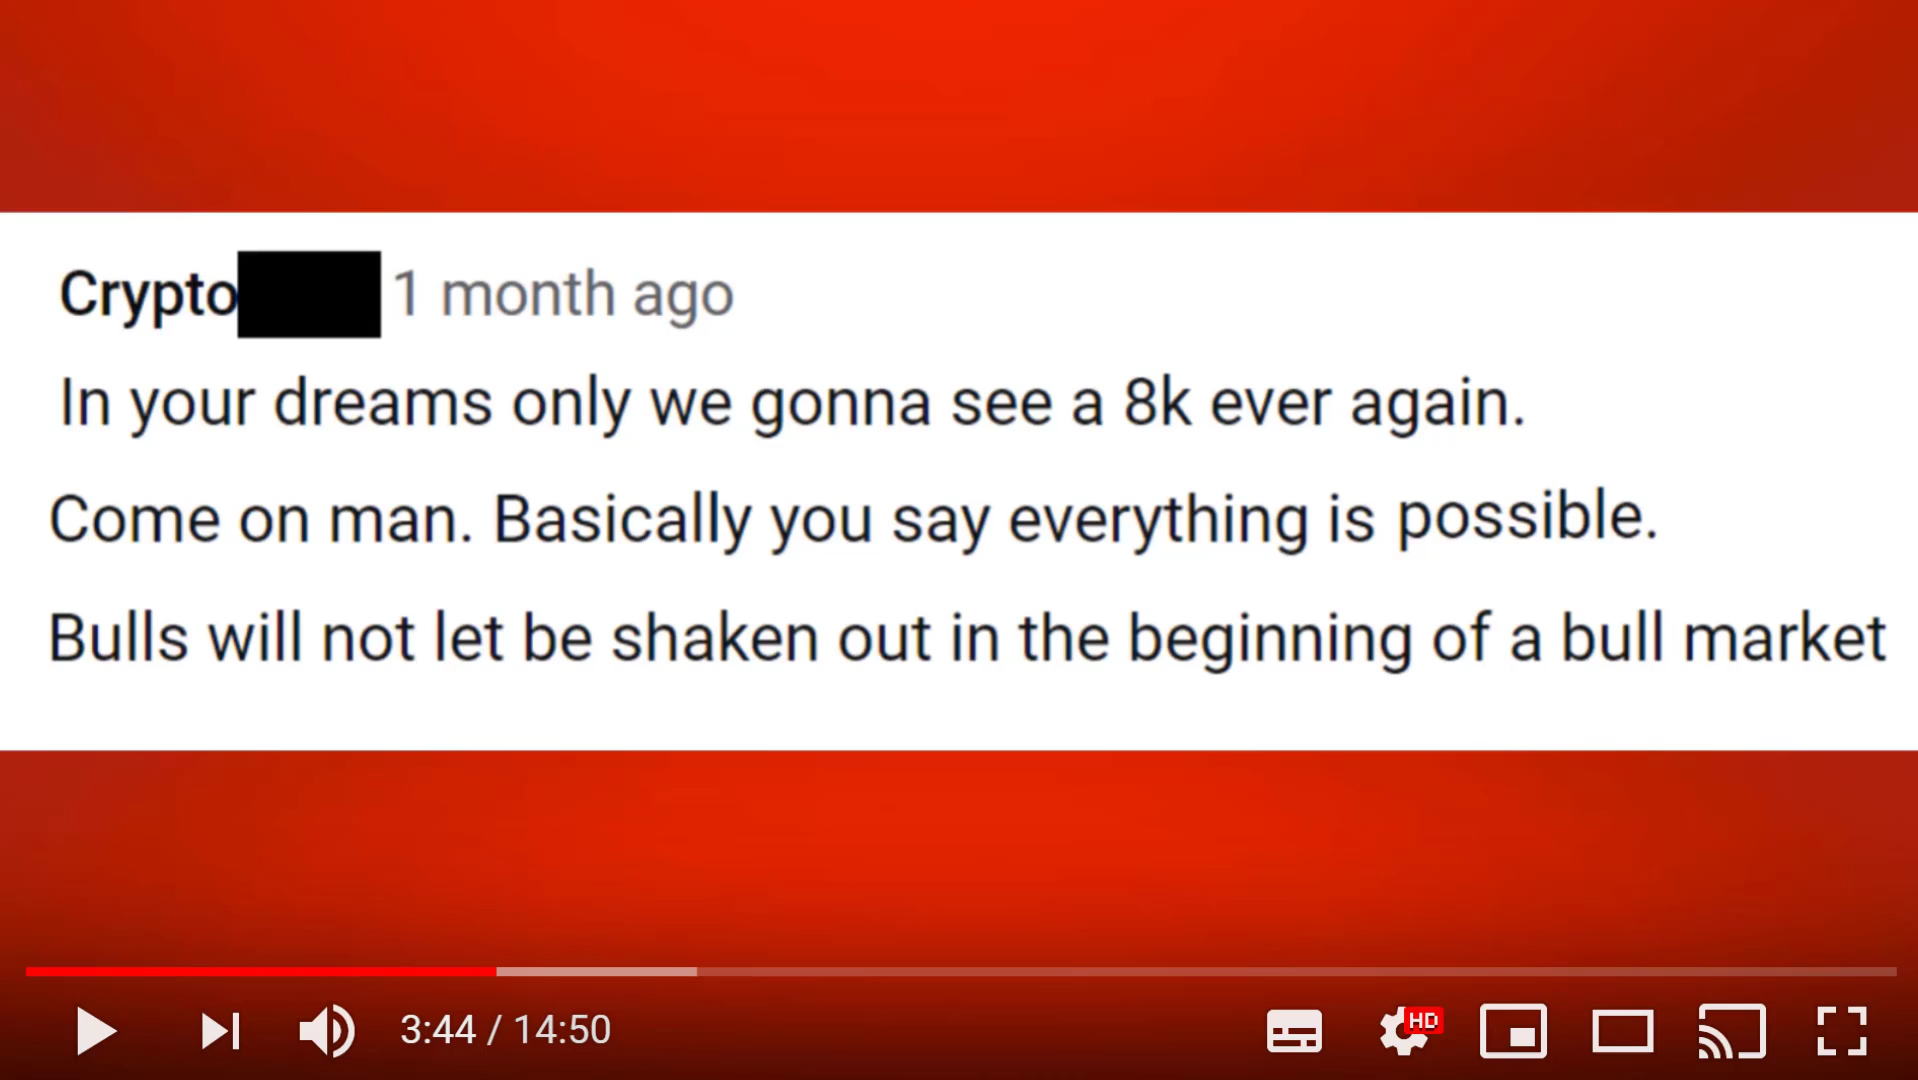 Crypto 1 month ago
In your dreams only we gonna see a 8k ever again.
Come on man. Basically you say everything is possible.
Bulls will not let be shaken out in the beginning of a bull market
3:44 / 14:50
HD